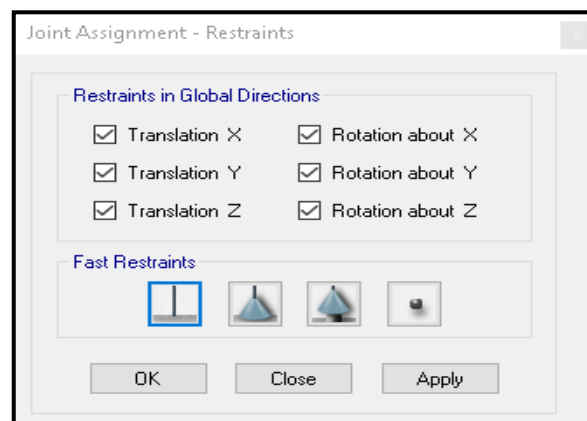 Joint Assignment - Restraints
Restraints in Global Directions
Translation X Rotation about X
Translation Y Rotation about Y
Translation Z Rotation about Z
Fast Restraints
OK Close Apply